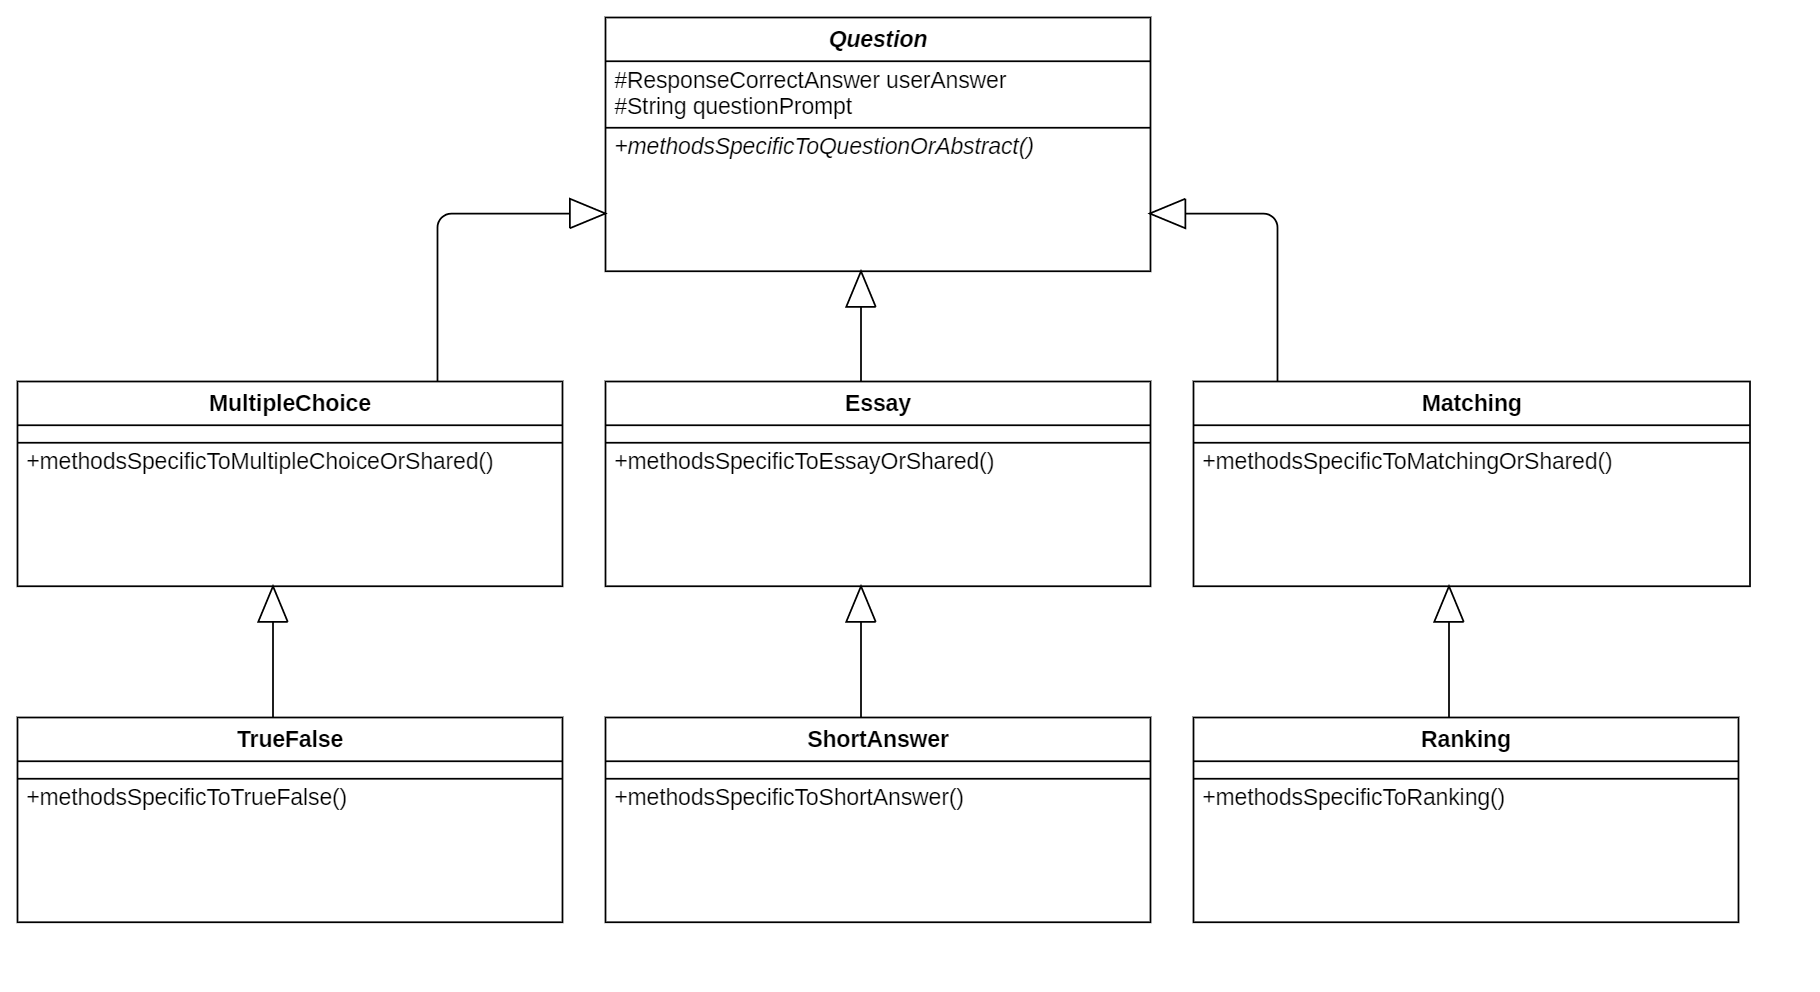 Question
#ResponseCorrectAnswer userAnswer
#String questionPrompt
+methodsSpecificToQuestionOrAbstract()
MultipleChoice
+methodsSpecificToMultipleChoiceOrShared()
Essay
+methodsSpecificToEssayOrShared()
Matching
+methodsSpecificToMatchingOrShared()
TrueFalse
+methodsSpecificToTrueFalse()
ShortAnswer
+methodsSpecificToShortAnswer()
Ranking
+methodsSpecificToRanking()